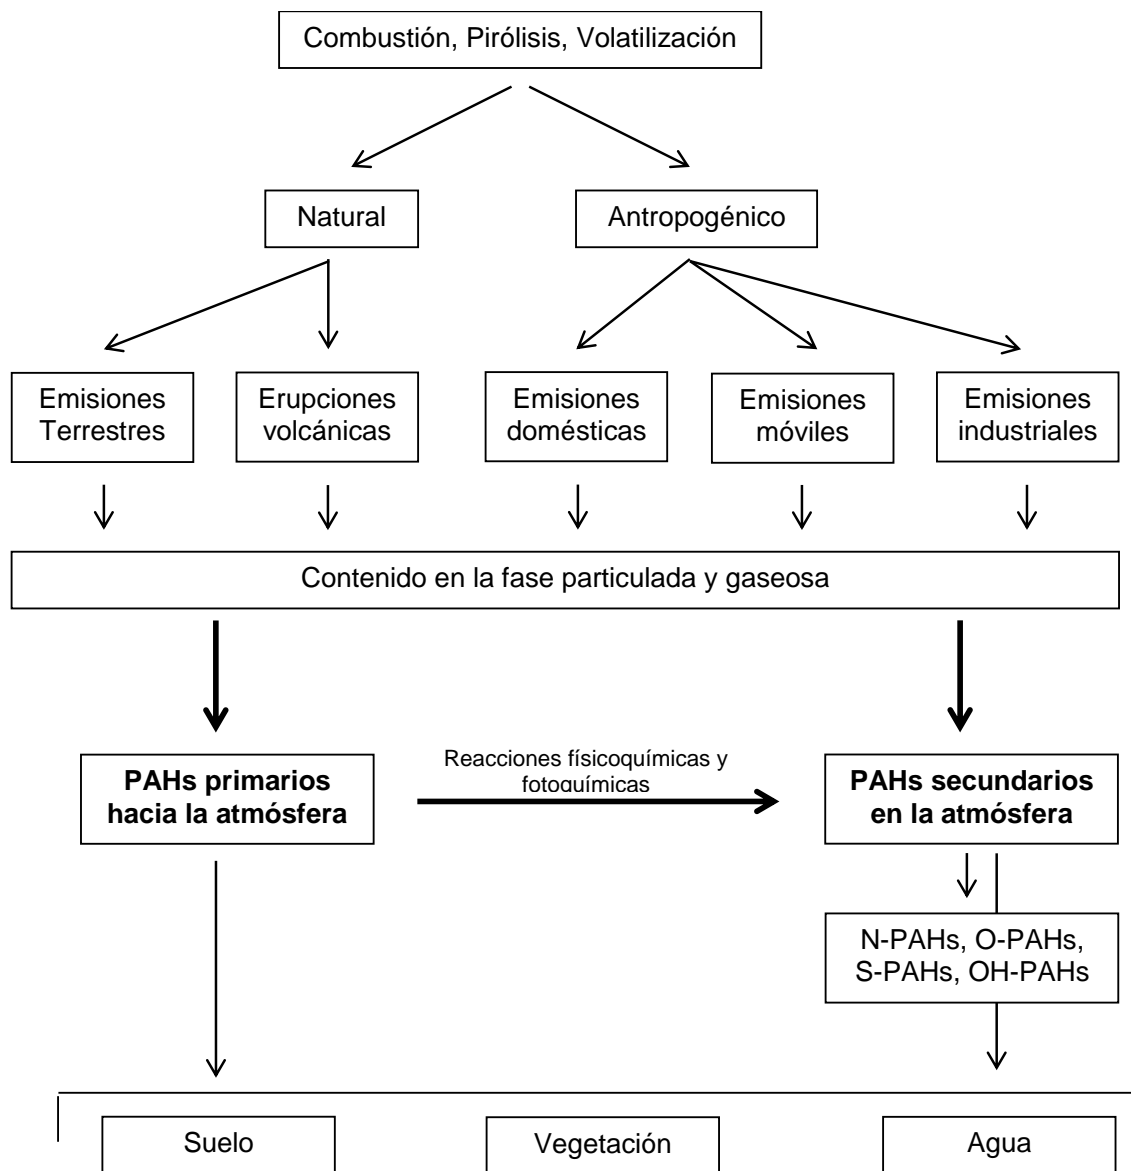 Combustión, Pirólisis, Volatilización
Natural
Antropogénico
Emisiones
Terrestres
Erupciones
volcánicas
Emisiones
domésticas
Emisiones
móviles
Emisiones
industriales
Contenido en la fase particulada y gaseosa
PAHs primarios
hacia la atmósfera
Reacciones físicoquímicas y
fotoquímicas
PAHs secundarios
en la atmósfera
N-PAHs, O-PAHs,
S-PAHs, OH-PAHs
Suelo
Vegetación
Agua